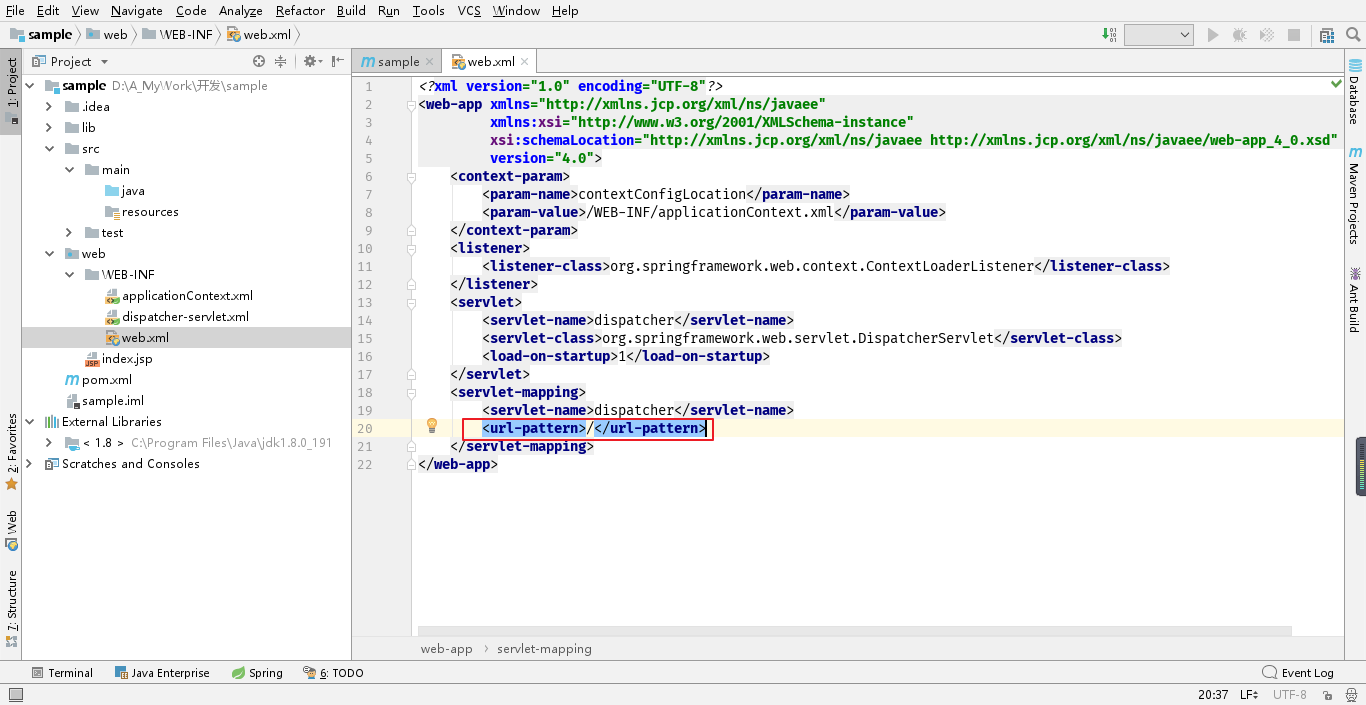 File Edit View Navigate Code Analyze Refactor Build Run Tools VCS Window Help
sample web WEB-INF web.xml
1: Project
Project
sample D:\A_MyWork\开发\sample
.idea
lib
src
main
java
resources
test
web
WEB-INF
applicationContext.xml
dispatcher-servlet.xml
web.xml
index.jsp
pom.xml
sample.iml
External Libraries
< 1.8 > C:\Program Files\Java\jdk1.8.0_191
Scratches and Consoles
2: Favorites
Web
7: Structure
sample web.xml
1 <?xml version="1.0" encoding="UTF-8"?>
2 <web-app xmlns="http://xmlns.jcp.org/xml/ns/javaee"
3 xmlns:xsi="http://www.w3.org/2001/XMLSchema-instance"
4 xsi:schemaLocation="http://xmlns.jcp.org/xml/ns/javaee http://xmlns.jcp.org/xml/ns/javaee/web-app_4_0.xsd"
5 version="4.0">
6 <context-param>
7 <param-name>contextConfigLocation</param-name>
8 <param-value>/WEB-INF/applicationContext.xml</param-value>
9 </context-param>
10 <listener>
11 <listener-class>org.springframework.web.context.ContextLoaderListener</listener-class>
12 </listener>
13 <servlet>
14 <servlet-name>dispatcher</servlet-name>
15 <servlet-class>org.springframework.web.servlet.DispatcherServlet</servlet-class>
16 <load-on-startup>1</load-on-startup>
17 </servlet>
18 <servlet-mapping>
19 <servlet-name>dispatcher</servlet-name>
20 <url-pattern>/</url-pattern>
21 </servlet-mapping>
22 </web-app>
web-app › servlet-mapping
Database
Maven Projects
Ant Build
Terminal Java Enterprise Spring 6: TODO Event Log
20:37 LF UTF-8